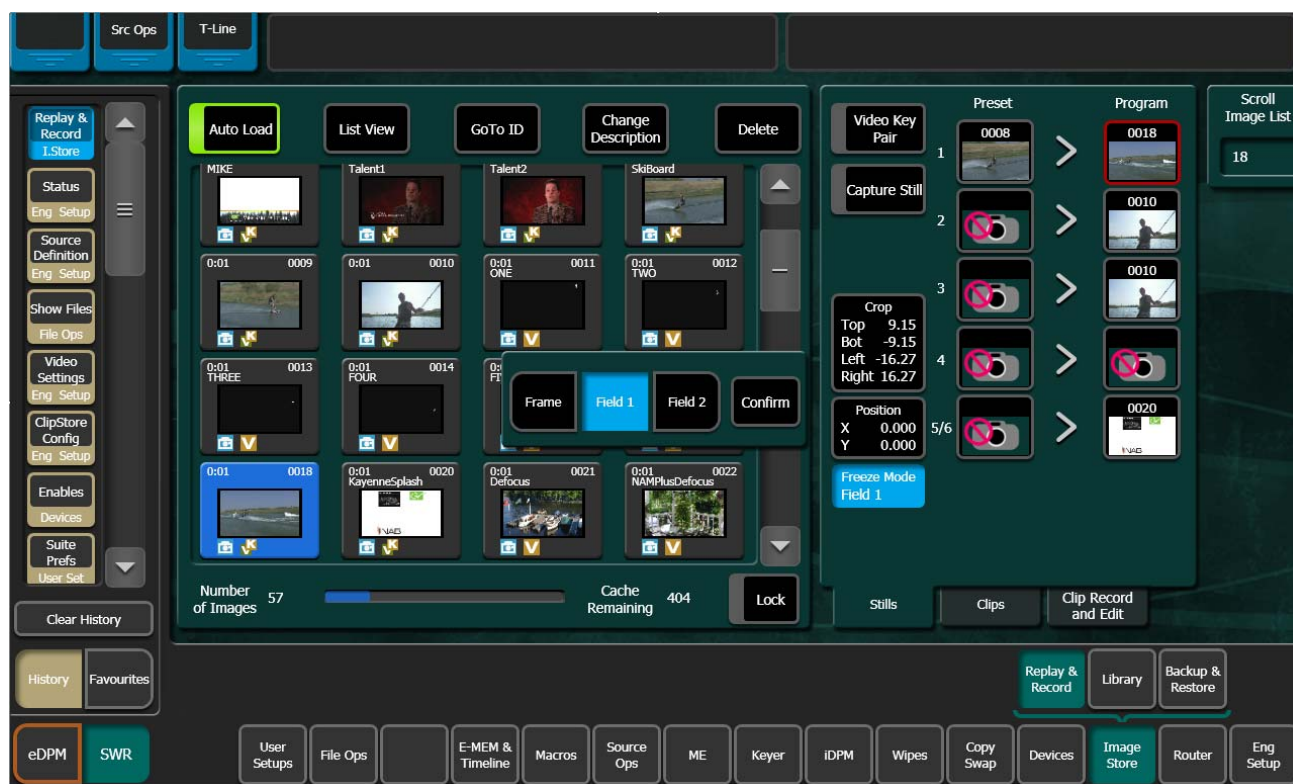 Src Ops
T-Line
Replay &
Record
I.Store
Status
Eng Setup
Source
Definition
Eng Setup
Show Files
File Ops
Video
Settings
Eng Setup
ClipStore
Config
Eng Setup
Enables
Devices
Suite
Prefs
User Set
Clear History
History
Favourites
eDPM
SWR
Auto Load
List View
GoTo ID
Change
Description
Delete
MIKE
Talent1
Talent2
SkiBoard
K
K
K
K
0:01 0009
0:01 0010
0:01 0011
ONE
0:01 0012
TWO
K
K
V
V
0:01 0013
THREE
0:01 0014
FOUR
0:
FI
V
V
Frame
Field 1
Field 2
Confirm
0:01 0018
0:01 0020
KayenneSplash
0:01 0021
Defocus
0:01 0022
NAMPlusDefocus
NAB
K
K
V
V
Number
of Images
57
Cache
Remaining
404
Lock
Video Key
Pair
Capture Still
Crop
Top 9.15
Bot -9.15
Left -16.27
Right 16.27
Position
X 0.000
Y 0.000
Freeze Mode
Field 1
Preset
Program
1
0008
>
0018
2
>
0010
3
>
0010
4
>
5/6
>
0020
NAB
Stills
Clips
Clip Record
and Edit
Scroll
Image List
18
Replay &
Record
Library
Backup &
Restore
User
Setups
File Ops
E-MEM &
Timeline
Macros
Source
Ops
ME
Keyer
iDPM
Wipes
Copy
Swap
Devices
Image
Store
Router
Eng
Setup